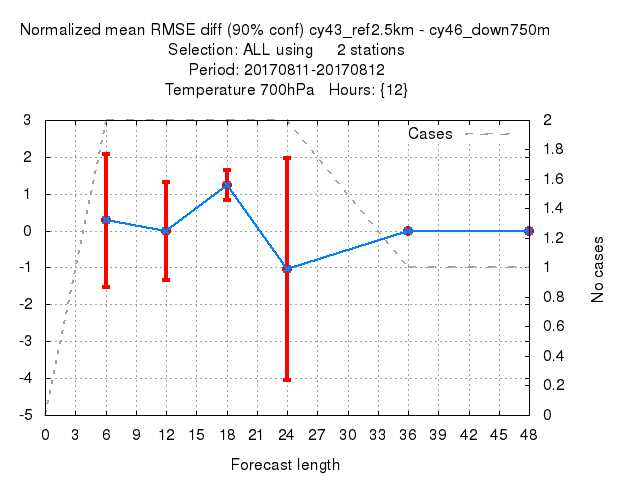 Normalized mean RMSE diff (90% conf) cy43_ref2.5km - cy46_down750m
Selection: ALL using 2 stations
Period: 20170811-20170812
Temperature 700hPa Hours: {12}
Cases
3
2
1
0
-1
-2
-3
-4
-5
2
1.8
1.6
1.4
1.2
1
0.8
0.6
0.4
0.2
0
No cases
0 3 6 9 12 15 18 21 24 27 30 33 36 39 42 45 48
Forecast length